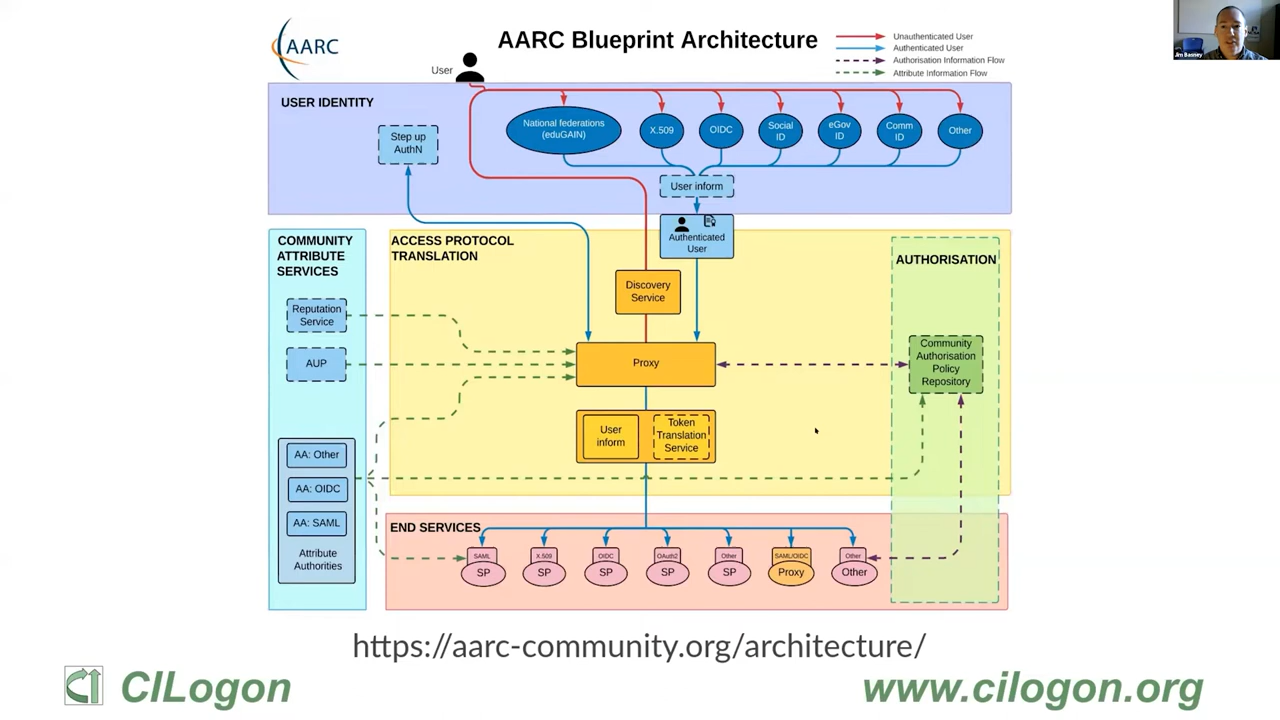 AARC
AARC Blueprint Architecture
Unauthenticated User
Authenticated User
Authorisation Information Flow
Attribute Information Flow
Jim Basney
User
USER IDENTITY
Step up
AuthN
National federations
(eduGAIN)
X.509
OIDC
Social
ID
eGov
ID
Comm
ID
Other
User inform
Authenticated
User
COMMUNITY
ATTRIBUTE
SERVICES
Reputation
Service
AUP
AA: Other
AA: OIDC
AA: SAML
Attribute
Authorities
ACCESS PROTOCOL
TRANSLATION
Discovery
Service
Proxy
User
inform
Token
Translation
Service
AUTHORISATION
Community
Authorisation
Policy
Repository
END SERVICES
SAML
SP
X.509
SP
OIDC
SP
OAuth2
SP
Other
SP
SAML/OIDC
Proxy
Other
Other
https://aarc-community.org/architecture/
CILogon
www.cilogon.org